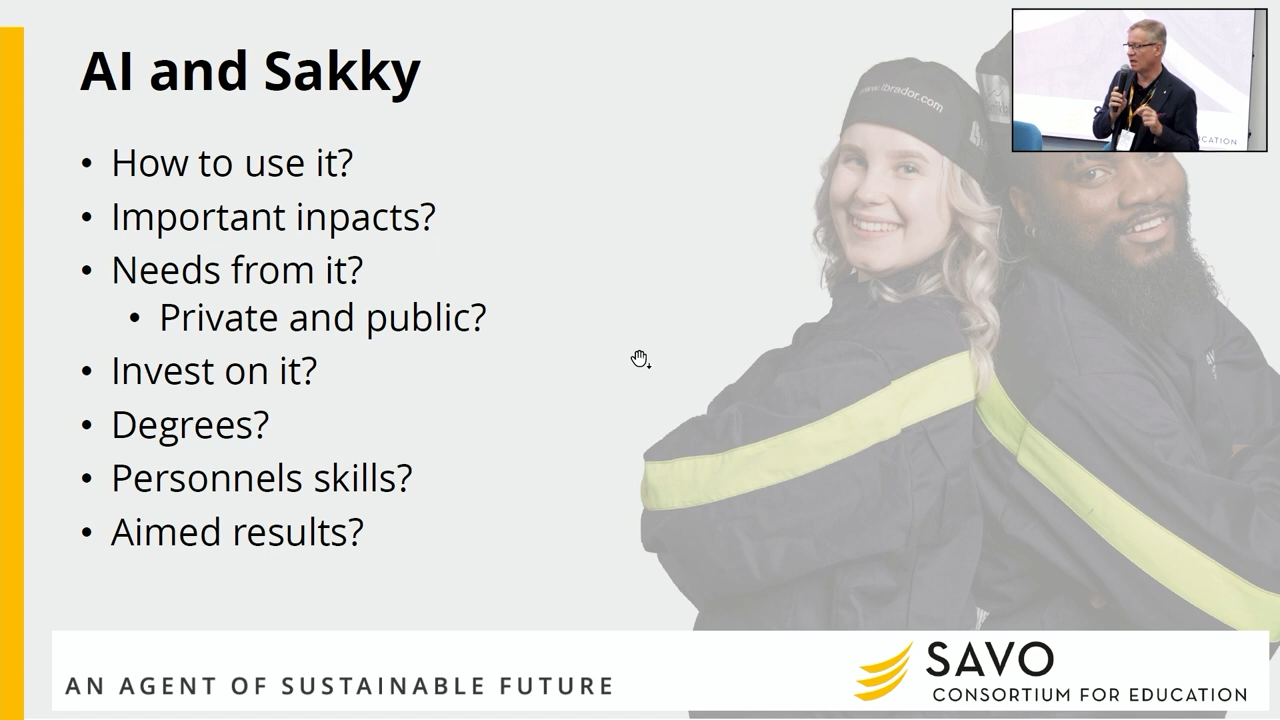 AI and Sakky
• How to use it?
• Important inpacts?
• Needs from it?
• Private and public?
• Invest on it?
• Degrees?
• Personnels skills?
• Aimed results?
AN AGENT OF SUSTAINABLE FUTURE
SAVO
CONSORTIUM FOR EDUCATION